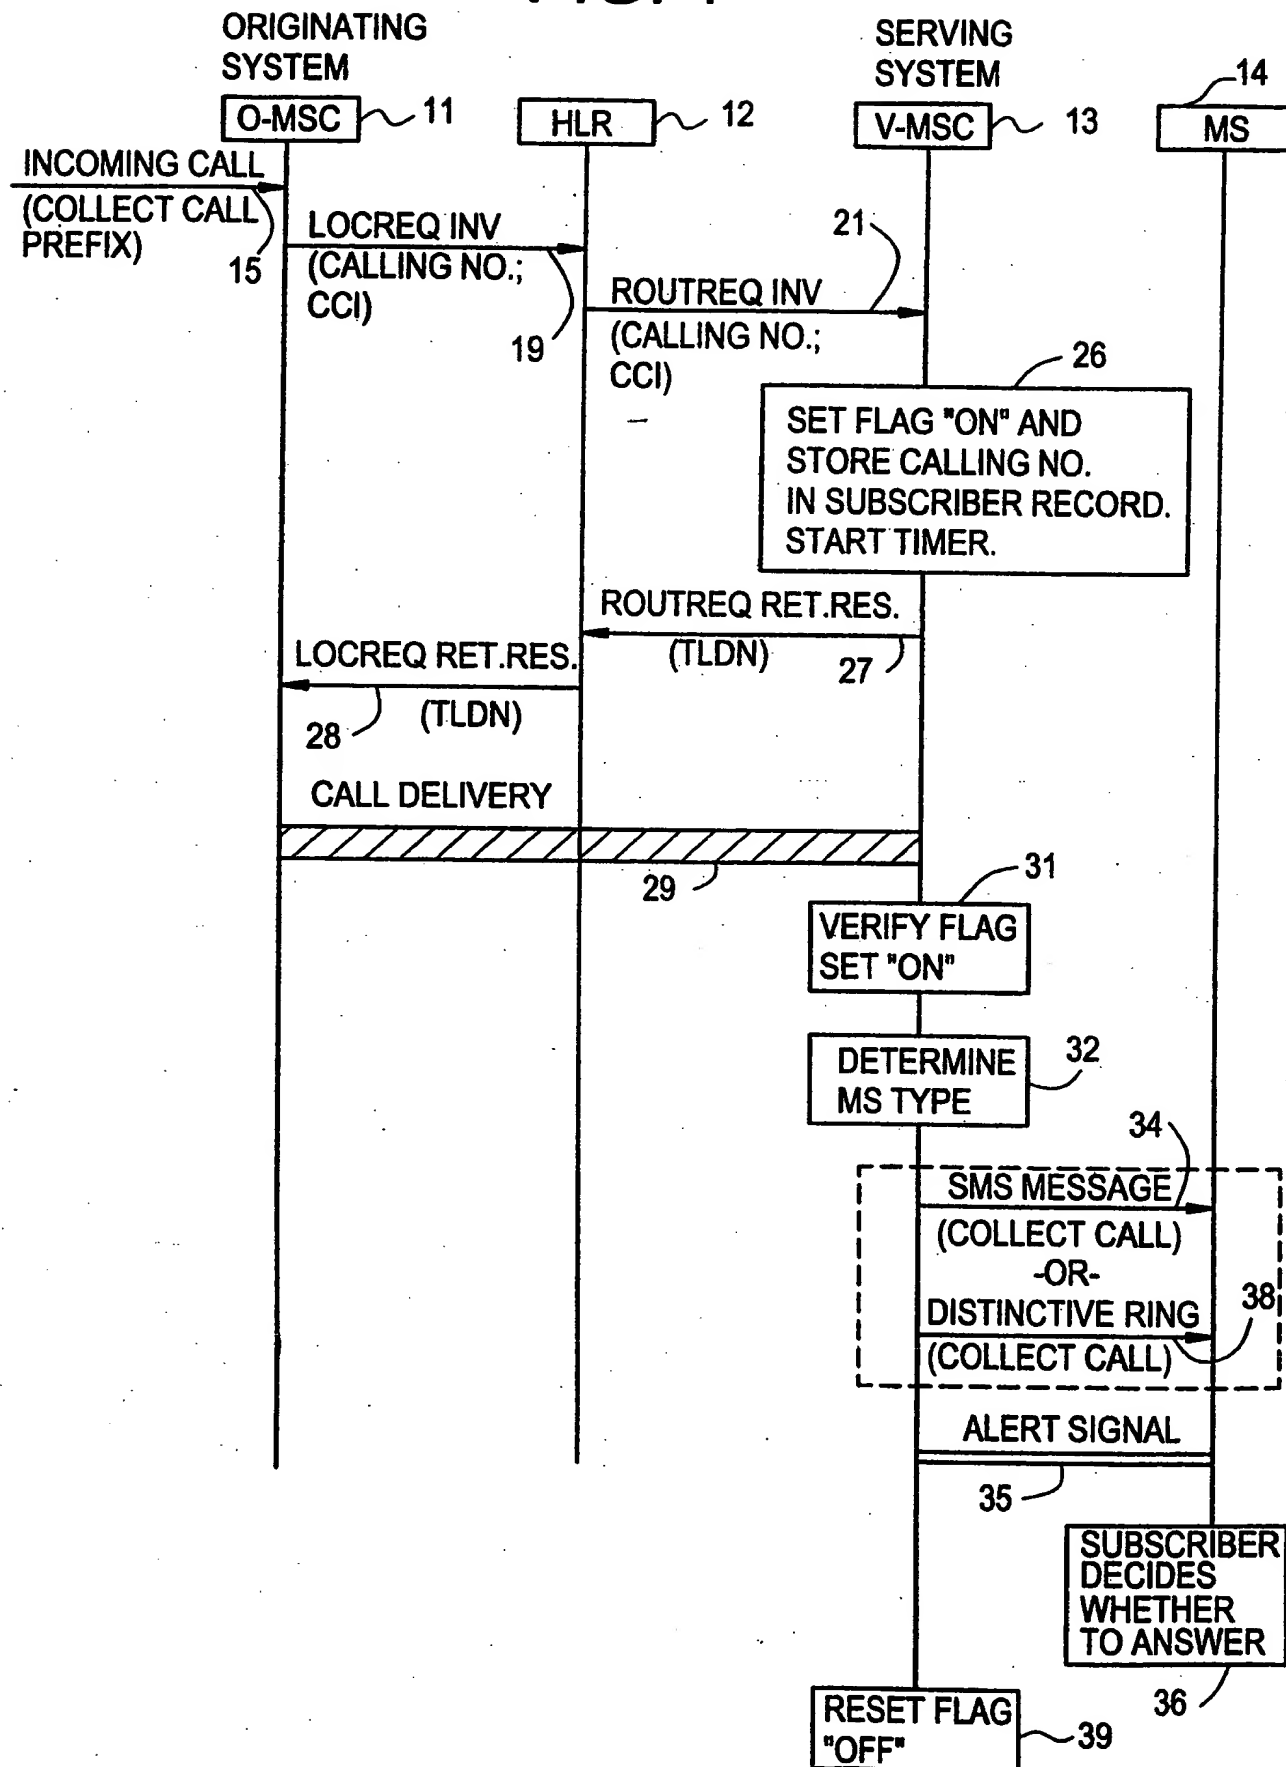 ORIGINATING
SYSTEM
SERVING
SYSTEM
14
O-MSC
11
HLR
12
V-MSC
13
MS
INCOMING CALL
(COLLECT CALL
PREFIX)
15
LOCREQ INV
(CALLING NO.;
CCI)
19
21
ROUTREQ INV
(CALLING NO.;
CCI)
26
SET FLAG "ON" AND
STORE CALLING NO.
IN SUBSCRIBER RECORD.
START TIMER.
ROUTREQ RET.RES.
(TLDN)
27
LOCREQ RET.RES.
(TLDN)
28
CALL DELIVERY
29
31
VERIFY FLAG
SET "ON"
DETERMINE
MS TYPE
32
34
SMS MESSAGE
(COLLECT CALL)
-OR-
DISTINCTIVE RING
38
(COLLECT CALL)
ALERT SIGNAL
35
SUBSCRIBER
DECIDES
WHETHER
TO ANSWER
36
RESET FLAG
"OFF"
39